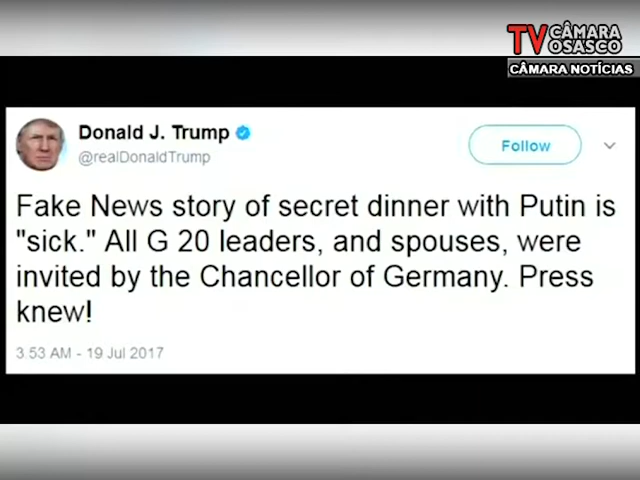 TV CÂMARA
OSASCO
CÂMARA NOTÍCIAS
Donald J. Trump
@realDonaldTrump
Follow
Fake News story of secret dinner with Putin is
"sick." All G 20 leaders, and spouses, were
invited by the Chancellor of Germany. Press
knew!
3:53 AM - 19 Jul 2017